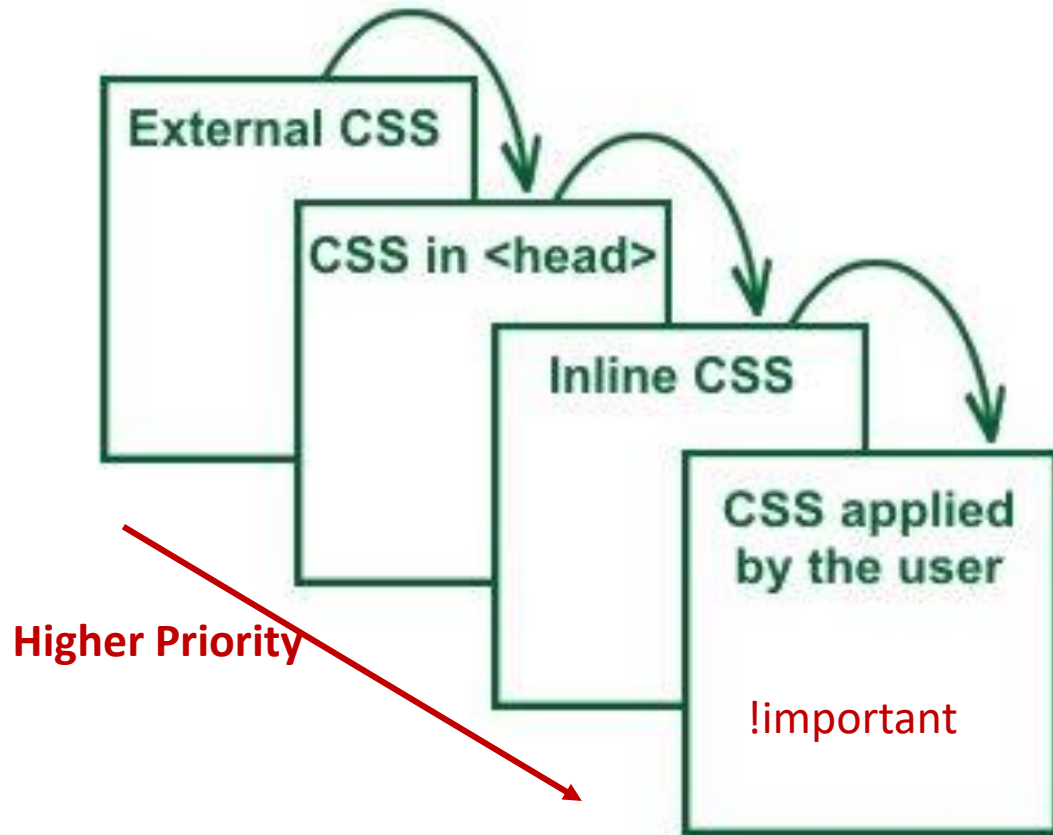 External CSS
CSS in <head>
Inline CSS
CSS applied
by the user
Higher Priority
!important